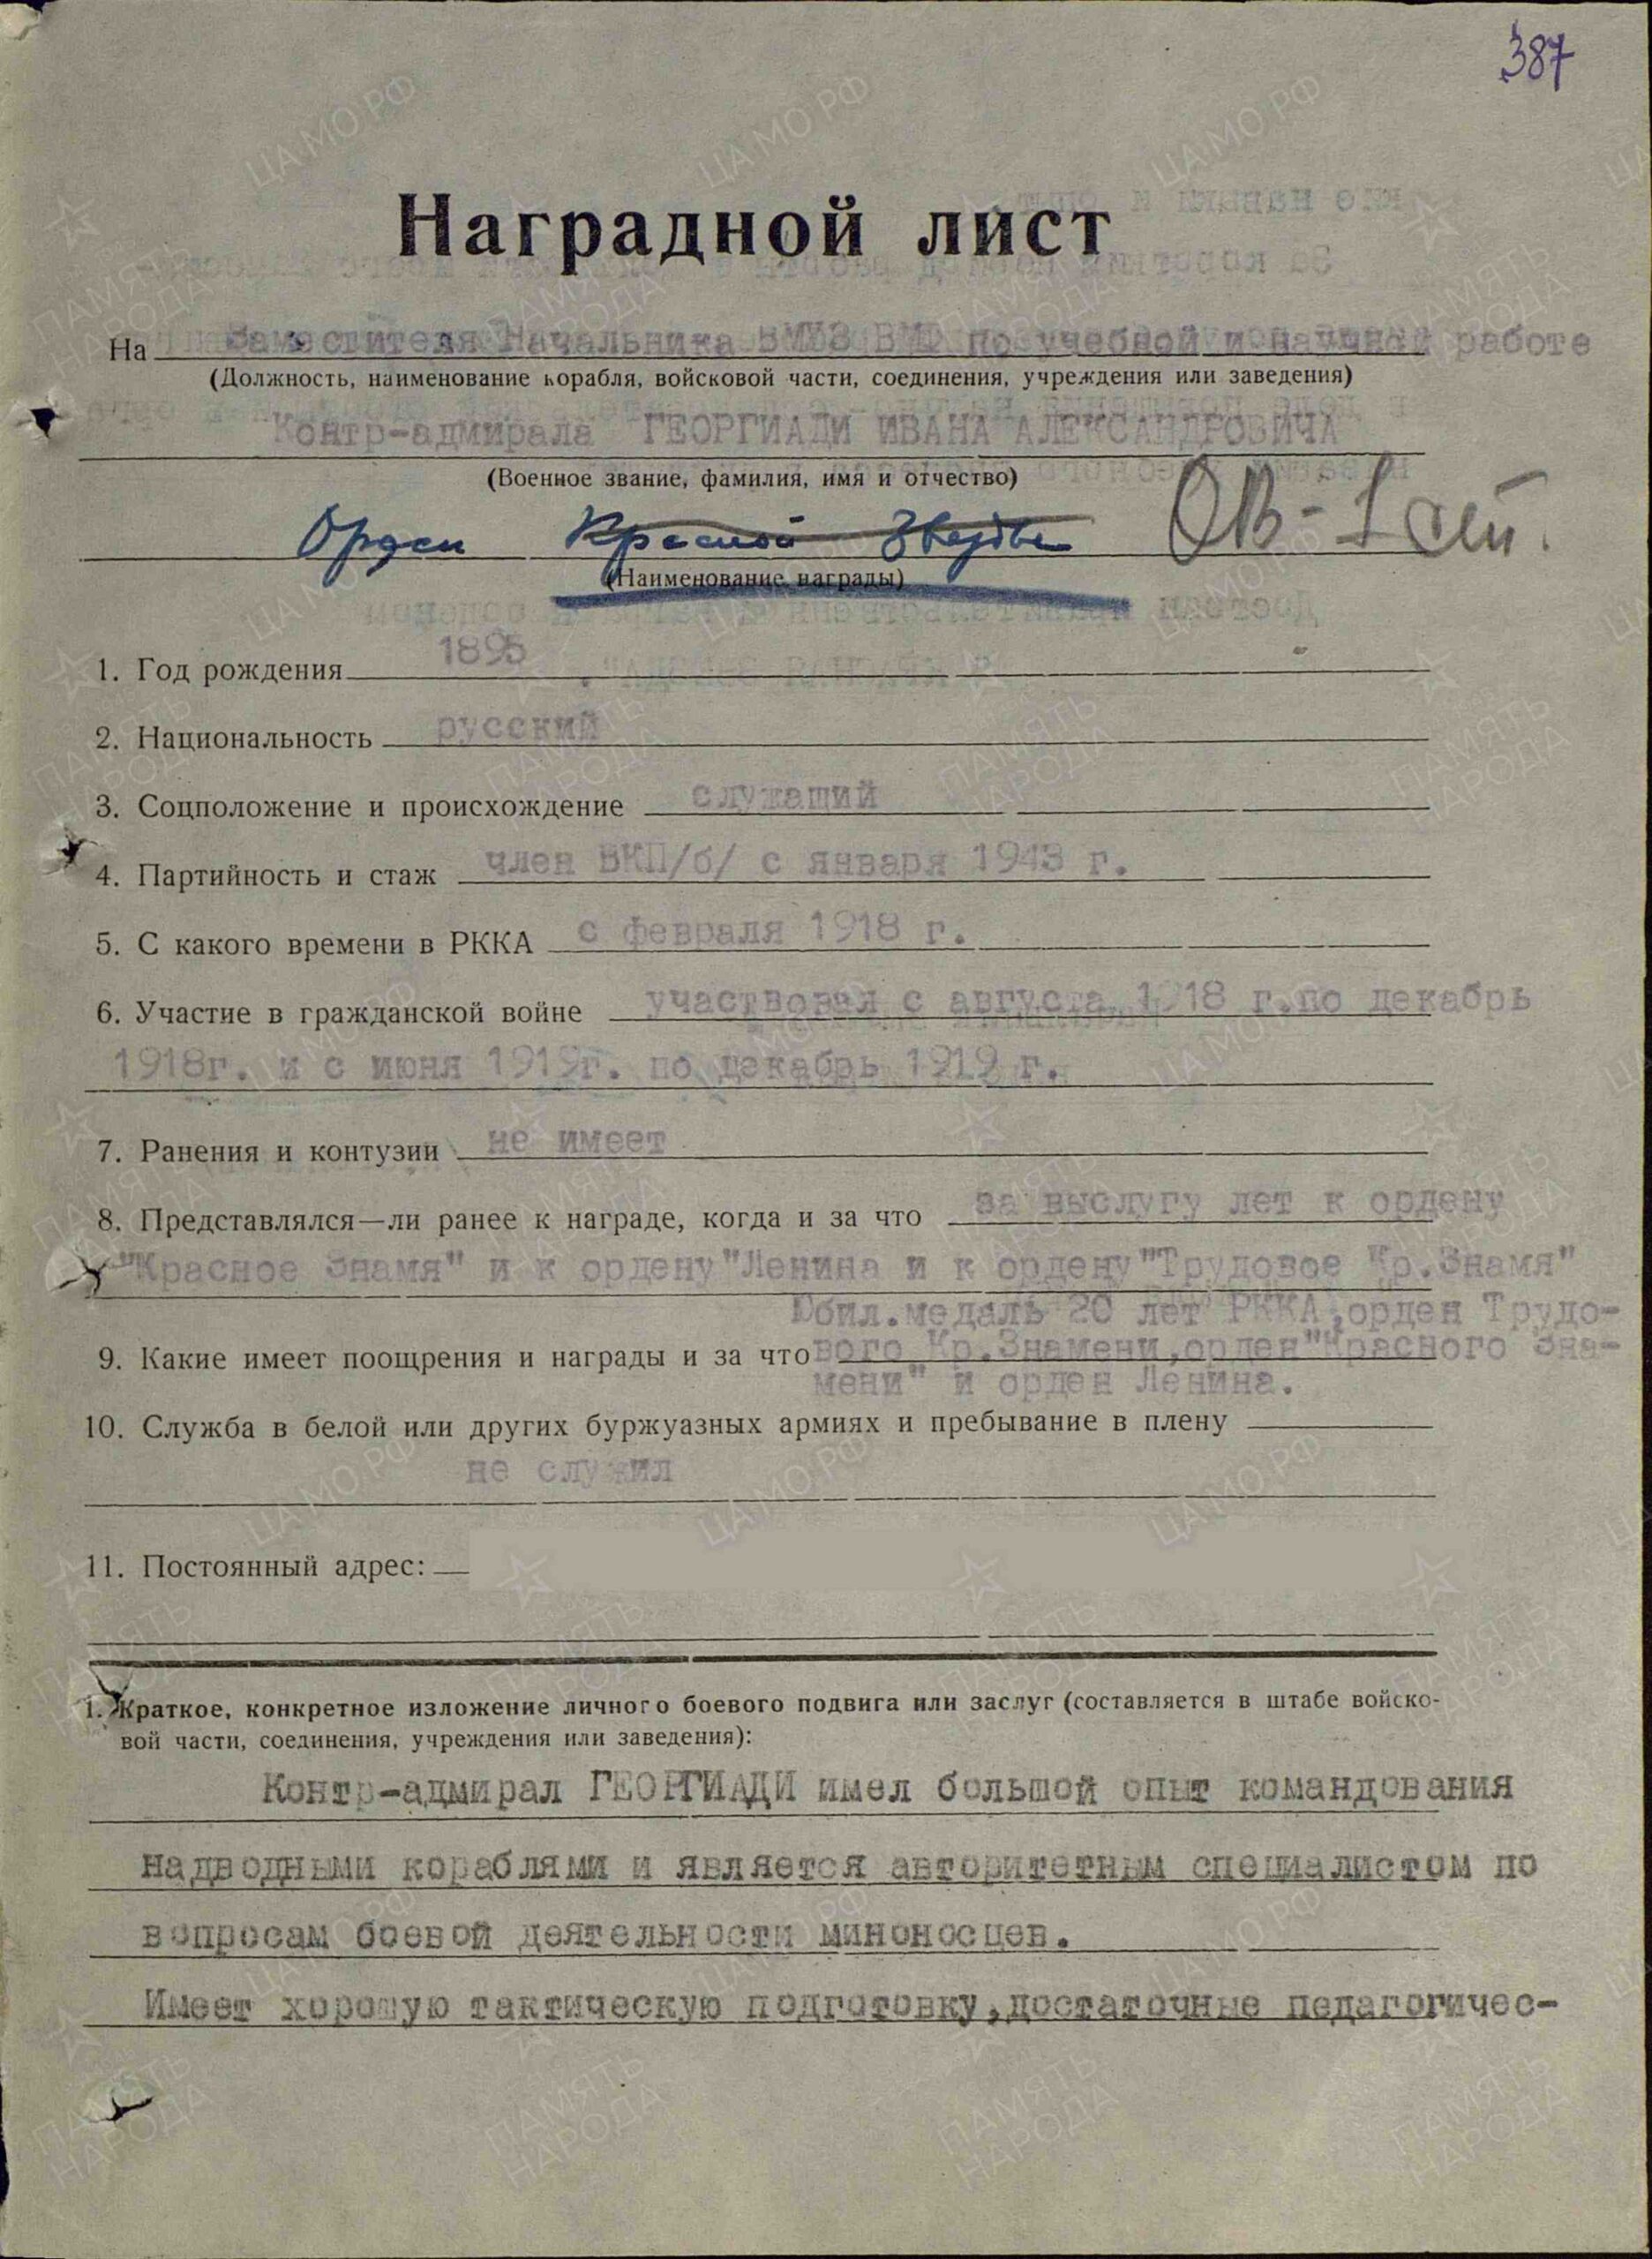 387
Наградной лист
На Заместителя Начальника ВМУЗ ВМФ по учебной и научной работе
(Должность, наименование корабля, войсковой части, соединения, учреждения или заведения)
Контр-адмирала ГЕОРГИАДИ ИВАНА АЛЕКСАНДРОВИЧА
(Военное звание, фамилия, имя и отчество)
Орден Красной Звезды ОВ-1 ст.
(Наименование награды)
1. Год рождения 1895
2. Национальность русский
3. Соцположение и происхождение служащий
4. Партийность и стаж член ВКП/б/ с января 1943 г.
5. С какого времени в РККА с февраля 1918 г.
6. Участие в гражданской войне участвовал с августа 1918 г. по декабрь
1918г. и с июня 1919г. по декабрь 1919 г.
7. Ранения и контузии не имеет
8. Представлялся—ли ранее к награде, когда и за что за выслугу лет к ордену
"Красное Знамя" и к ордену "Ленина и к ордену "Трудовое Кр.Знамя"
Юбил.медаль 20 лет РККА, орден Трудо-
9. Какие имеет поощрения и награды и за что вого Кр.Знамени, орден "Красного Зна-
мени" и орден Ленина.
10. Служба в белой или других буржуазных армиях и пребывание в плену
не служил
11. Постоянный адрес:
1. Краткое, конкретное изложение личного боевого подвига или заслуг (составляется в штабе войско-
вой части, соединения, учреждения или заведения):
Контр-адмирал ГЕОРГИАДИ имел большой опыт командования
надводными кораблями и является авторитетным специалистом по
вопросам боевой деятельности миноносцев.
Имеет хорошую тактическую подготовку, достаточные педагогичес-
ЦАМО.РФ
ПАМЯТЬ
НАРОДА